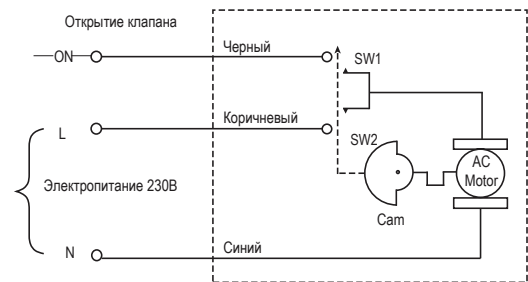 Открытие клапана
ON
Черный
SW1
L
Коричневый
SW2
AC
Motor
Электропитание 230В
Cam
N
Синий